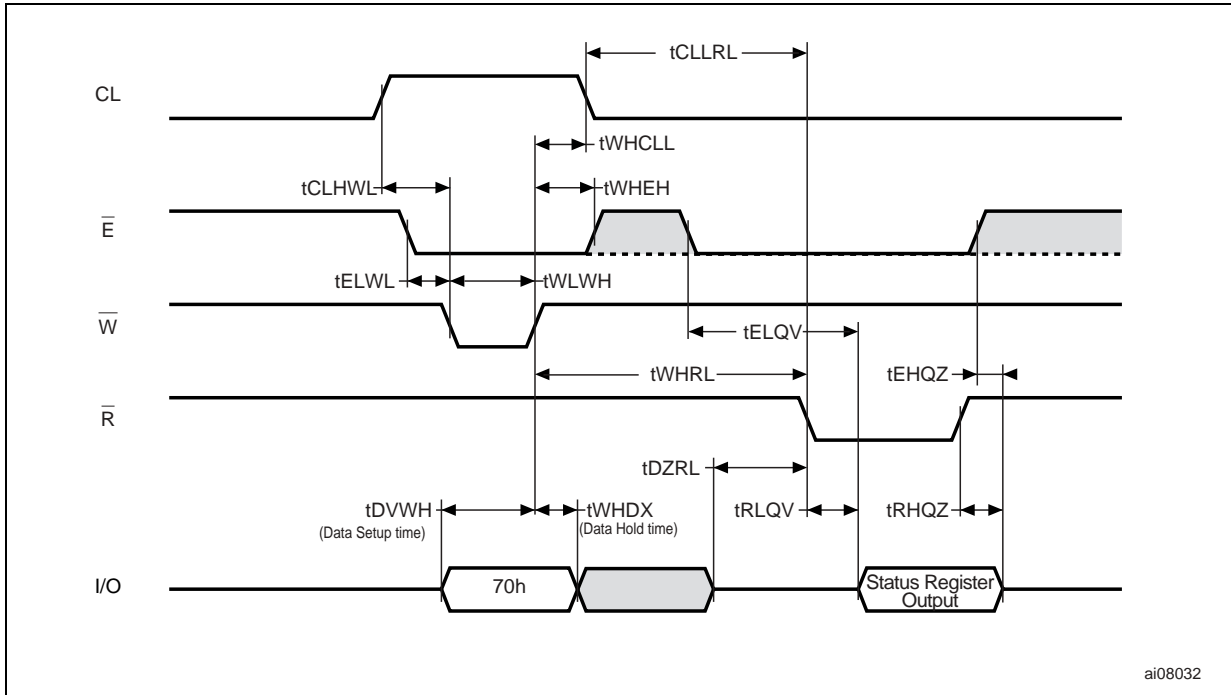 tCLLRL
CL
tWHCLL
tCLHWL
tWHEH
E
tELWL
tWLWH
W
tELQV
tWHRL
tEHQZ
R
tDZRL
tDVWH
(Data Setup time)
tWHDX
(Data Hold time)
tRLQV
tRHQZ
I/O
70h
Status Register
Output
ai08032